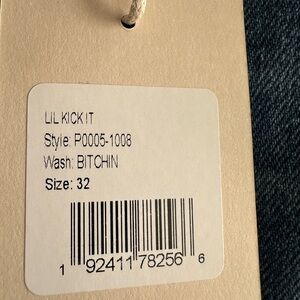 LIL KICK IT
Style: P0005-1008
Wash: BITCHIN
Size: 32
1 92411 78256 6